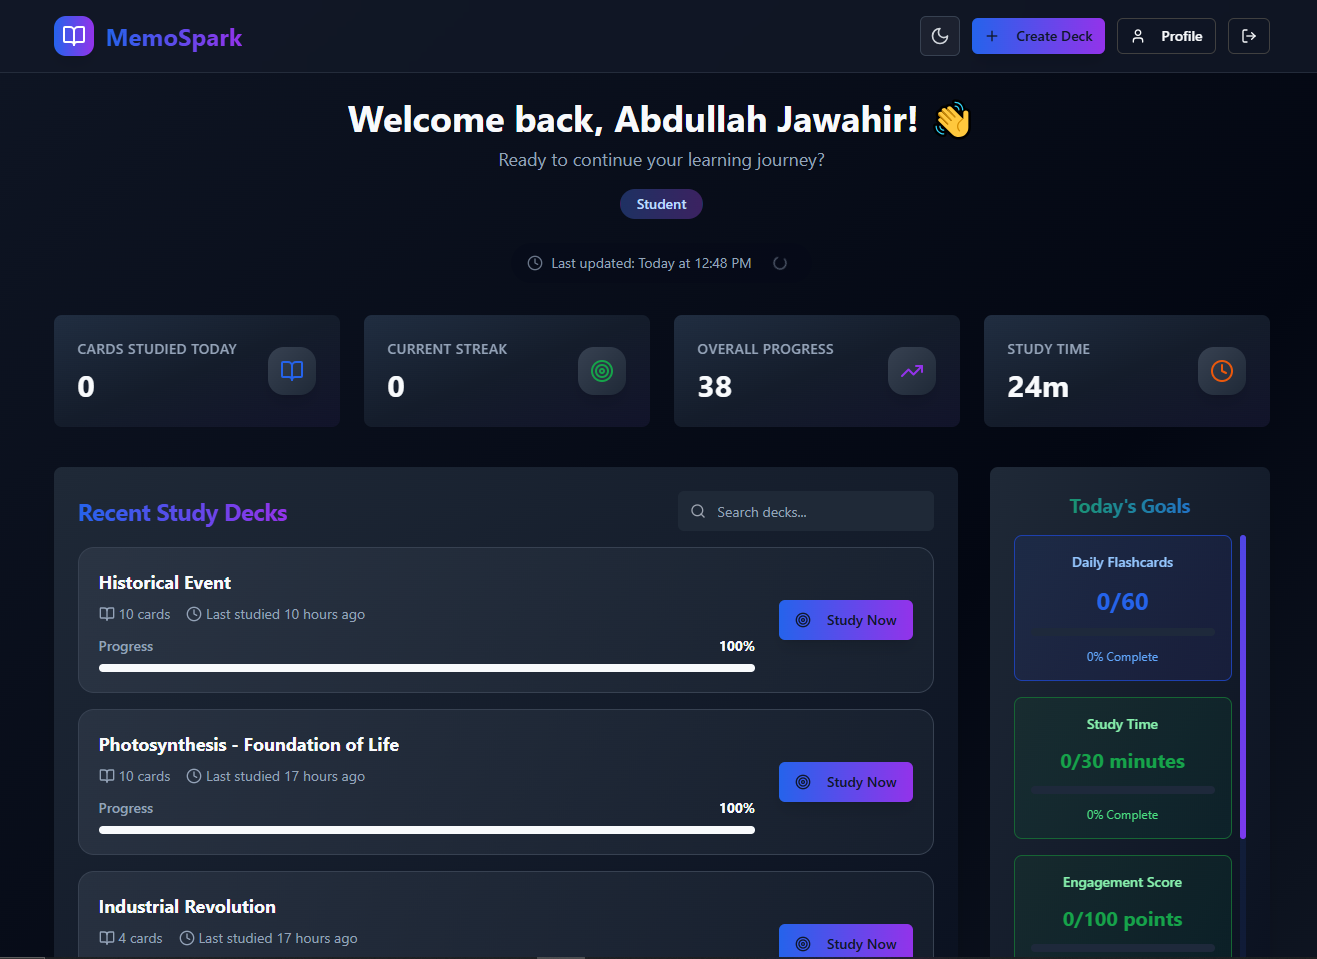 MemoSpark
Create Deck
Profile
Welcome back, Abdullah Jawahir! 👋
Ready to continue your learning journey?
Student
Last updated: Today at 12:48 PM
CARDS STUDIED TODAY
0
CURRENT STREAK
0
OVERALL PROGRESS
38
STUDY TIME
24m
Recent Study Decks
Search decks...
Historical Event
10 cards Last studied 10 hours ago
Progress 100%
Study Now
Photosynthesis - Foundation of Life
10 cards Last studied 17 hours ago
Progress 100%
Study Now
Industrial Revolution
4 cards Last studied 17 hours ago
Study Now
Today's Goals
Daily Flashcards
0/60
0% Complete
Study Time
0/30 minutes
0% Complete
Engagement Score
0/100 points